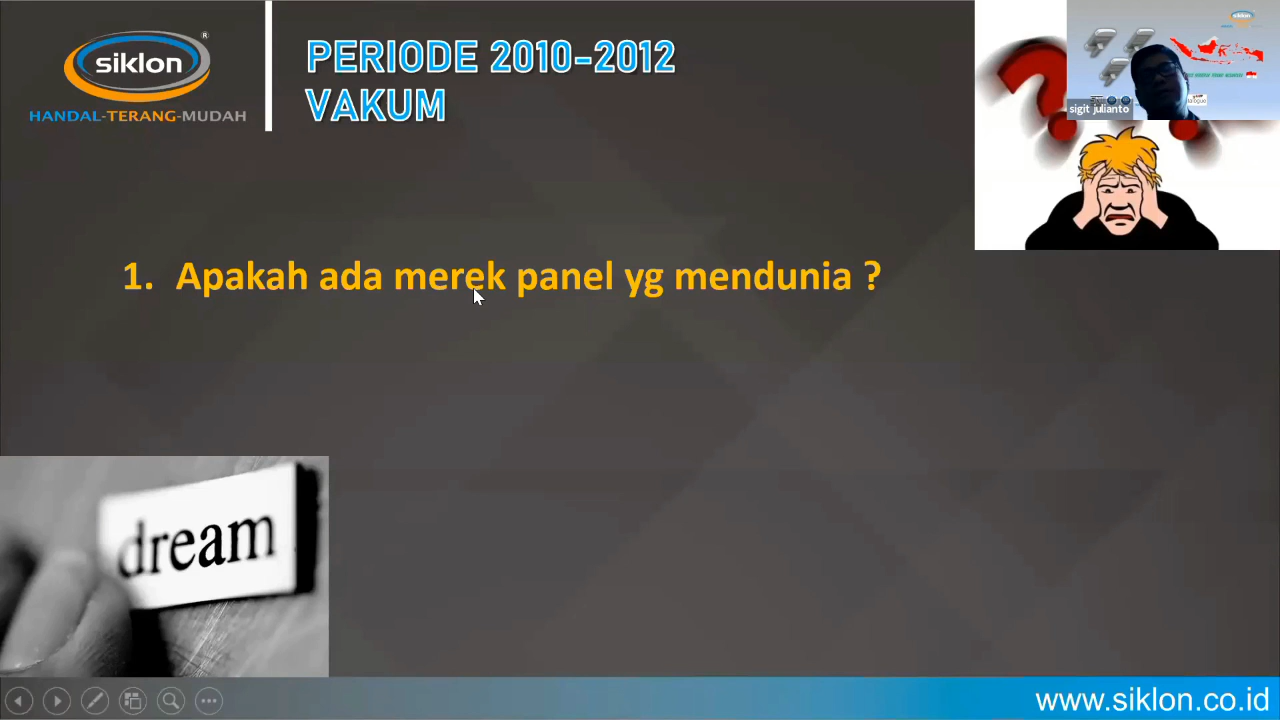 siklon
®
HANDAL-TERANG-MUDAH
PERIODE 2010-2012
VAKUM
sigit julianto
1. Apakah ada merek panel yg mendunia ?
dream
www.siklon.co.id